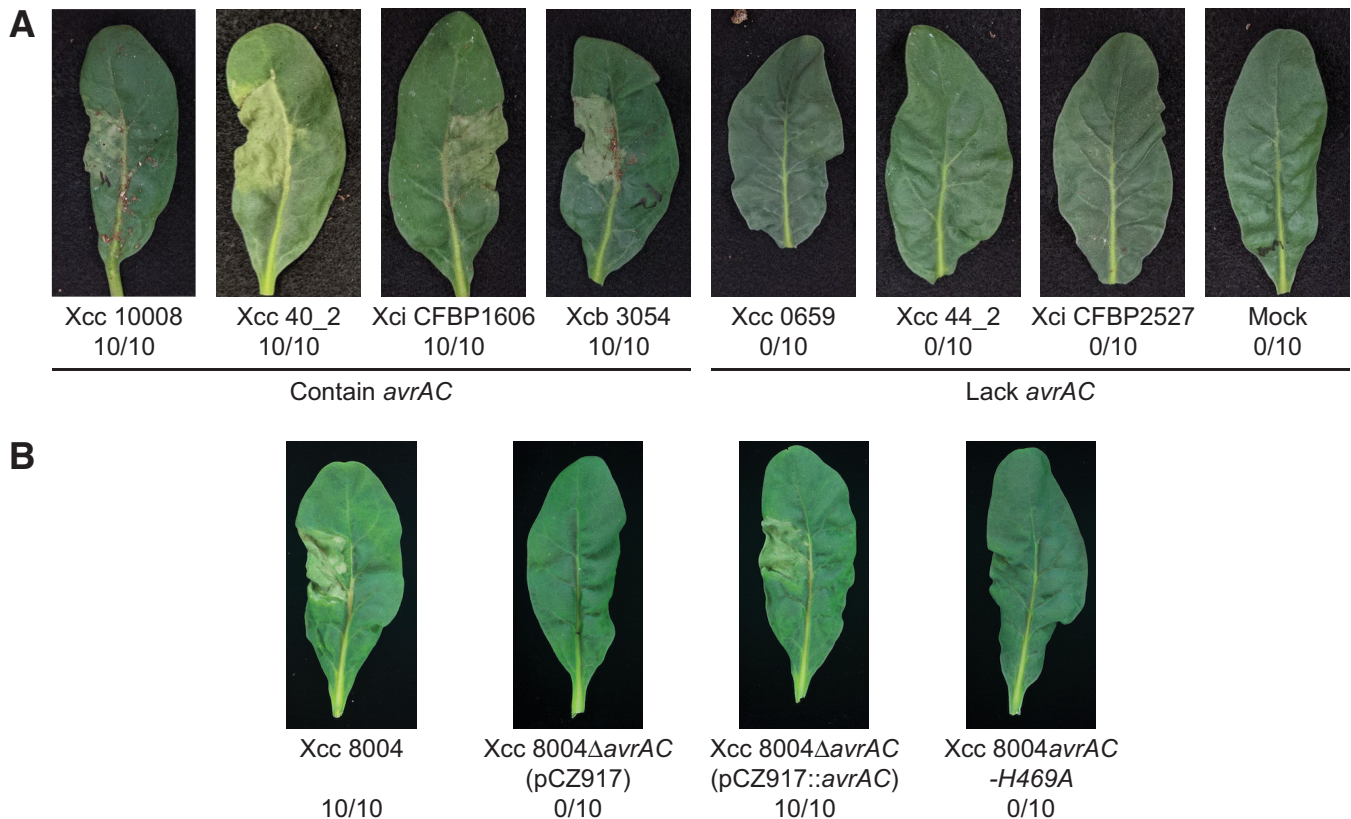 A
Xcc 10008
10/10
Xcc 40_2
10/10
Xci CFBP1606
10/10
Xcb 3054
10/10
Xcc 0659
0/10
Xcc 44_2
0/10
Xci CFBP2527
0/10
Mock
0/10
Contain avrAC
Lack avrAC
B
Xcc 8004
10/10
Xcc 8004ΔavrAC
(pCZ917)
0/10
Xcc 8004ΔavrAC
(pCZ917::avrAC)
10/10
Xcc 8004avrAC
-H469A
0/10